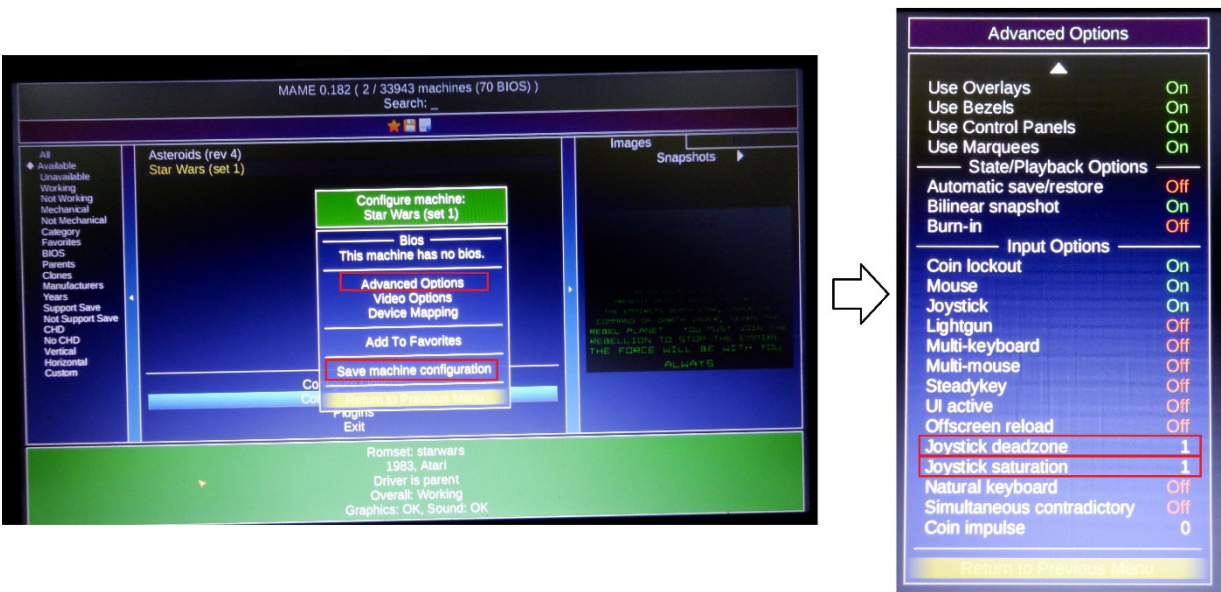 MAME 0.182 ( 2 / 33943 machines (70 BIOS) )
Search: _
All
Available
Unavailable
Working
Not Working
Mechanical
Not Mechanical
Category
Favorites
BIOS
Parents
Clones
Manufacturers
Years
Support Save
Not Support Save
CHD
No CHD
Vertical
Horizontal
Custom
Asteroids (rev 4)
Star Wars (set 1)
Configure machine:
Star Wars (set 1)
Bios
This machine has no bios.
Advanced Options
Video Options
Device Mapping
Add To Favorites
Save machine configuration
Return to Previous Menu
Co
Co
Plugins
Exit
Images
Snapshots
REBEL PLANET. YOU MUST JOIN THE
REBELLION TO STOP THE EMPIRE.
THE FORCE WILL BE WITH YOU
ALWAYS
Romset: starwars
1983, Atari
Driver is parent
Overall: Working
Graphics: OK, Sound: OK
Advanced Options
Use Overlays On
Use Bezels On
Use Control Panels On
Use Marquees On
State/Playback Options
Automatic save/restore Off
Bilinear snapshot On
Burn-in Off
Input Options
Coin lockout On
Mouse On
Joystick On
Lightgun Off
Multi-keyboard Off
Multi-mouse Off
Steadykey Off
UI active Off
Offscreen reload Off
Joystick deadzone 1
Joystick saturation 1
Natural keyboard Off
Simultaneous contradictory Off
Coin impulse 0
Return to Previous Menu